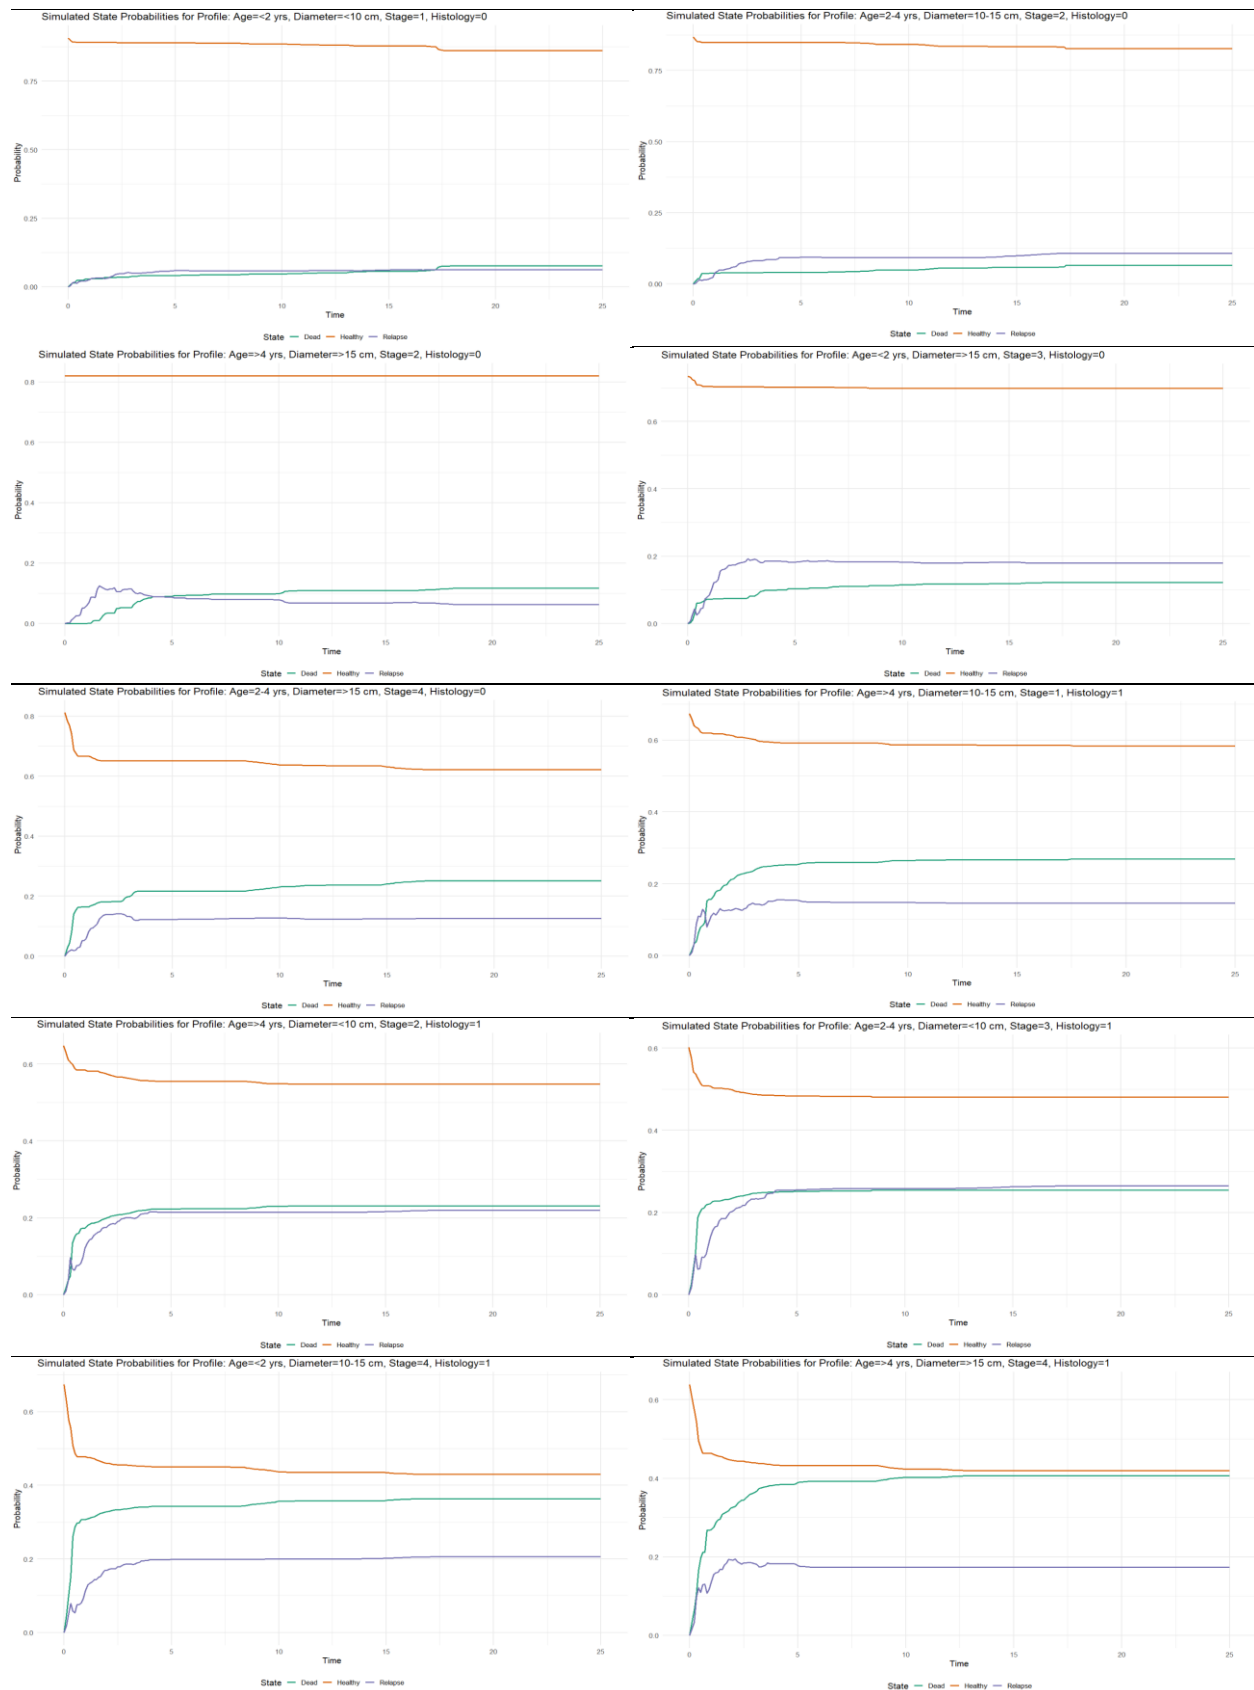 Simulated State Probabilities for Profile: Age=<2 yrs, Diameter=<10 cm, Stage=1, Histology=0
Probability
0.75
0.50
0.25
0.00
0 5 10 15 20 25
Time
State Dead Healthy Relapse
Simulated State Probabilities for Profile: Age=2-4 yrs, Diameter=10-15 cm, Stage=2, Histology=0
Probability
0.75
0.50
0.25
0.00
0 5 10 15 20 25
Time
State Dead Healthy Relapse
Simulated State Probabilities for Profile: Age=>4 yrs, Diameter=>15 cm, Stage=2, Histology=0
Probability
0.8
0.6
0.4
0.2
0.0
0 5 10 15 20 25
Time
State Dead Healthy Relapse
Simulated State Probabilities for Profile: Age=<2 yrs, Diameter=>15 cm, Stage=3, Histology=0
Probability
0.6
0.4
0.2
0.0
0 5 10 15 20 25
Time
State Dead Healthy Relapse
Simulated State Probabilities for Profile: Age=2-4 yrs, Diameter=>15 cm, Stage=4, Histology=0
Probability
0.8
0.6
0.4
0.2
0.0
0 5 10 15 20 25
Time
State Dead Healthy Relapse
Simulated State Probabilities for Profile: Age=>4 yrs, Diameter=10-15 cm, Stage=1, Histology=1
Probability
0.6
0.4
0.2
0.0
0 5 10 15 20 25
Time
State Dead Healthy Relapse
Simulated State Probabilities for Profile: Age=>4 yrs, Diameter=<10 cm, Stage=2, Histology=1
Probability
0.6
0.4
0.2
0.0
0 5 10 15 20 25
Time
State Dead Healthy Relapse
Simulated State Probabilities for Profile: Age=2-4 yrs, Diameter=<10 cm, Stage=3, Histology=1
Probability
0.6
0.4
0.2
0.0
0 5 10 15 20 25
Time
State Dead Healthy Relapse
Simulated State Probabilities for Profile: Age=<2 yrs, Diameter=10-15 cm, Stage=4, Histology=1
Probability
0.6
0.4
0.2
0.0
0 5 10 15 20 25
Time
State Dead Healthy Relapse
Simulated State Probabilities for Profile: Age=>4 yrs, Diameter=>15 cm, Stage=4, Histology=1
Probability
0.6
0.4
0.2
0.0
0 5 10 15 20 25
Time
State Dead Healthy Relapse